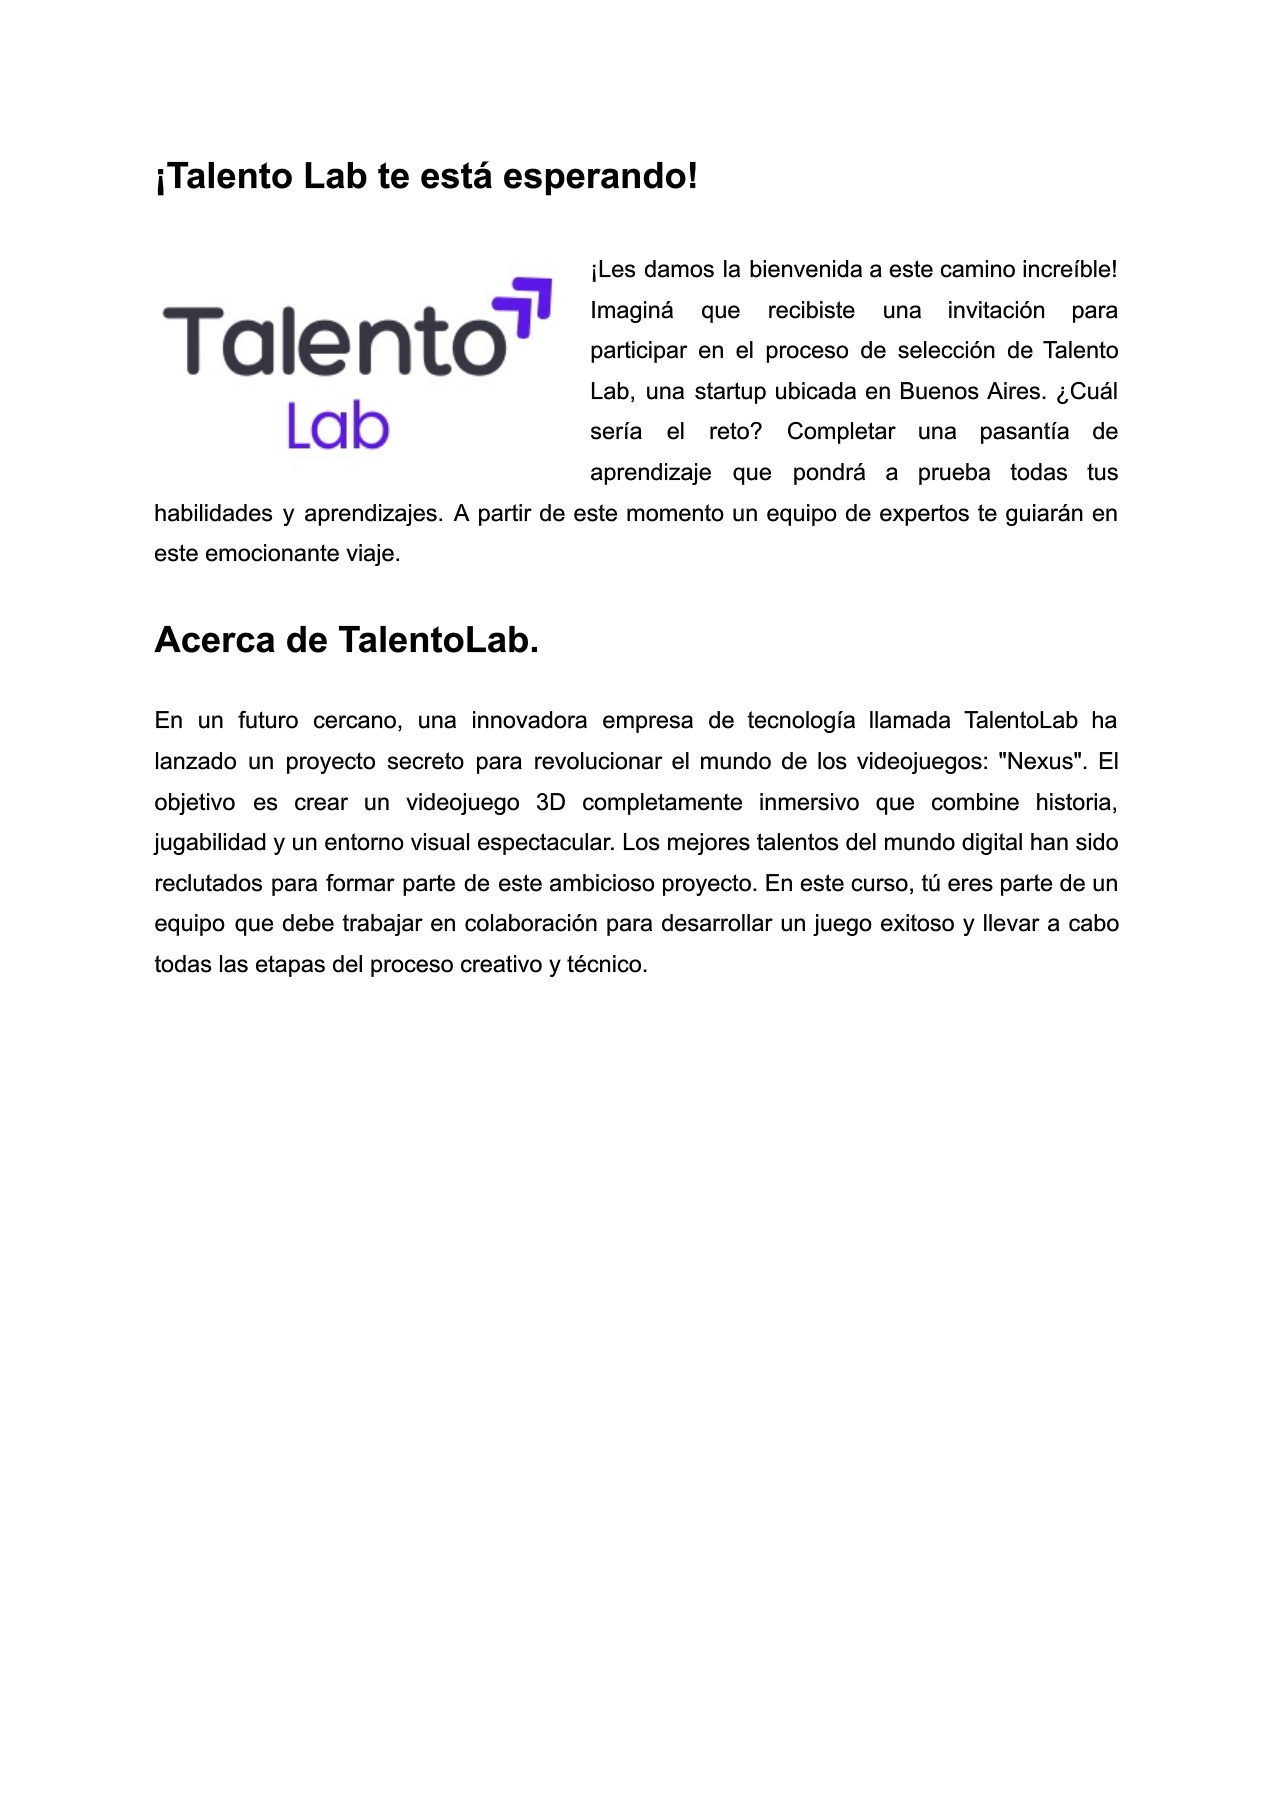 ¡Talento Lab te está esperando!
Talento
Lab
¡Les damos la bienvenida a este camino increíble!
Imaginá que recibiste una invitación para
participar en el proceso de selección de Talento
Lab, una startup ubicada en Buenos Aires. ¿Cuál
sería el reto? Completar una pasantía de
aprendizaje que pondrá a prueba todas tus
habilidades y aprendizajes. A partir de este momento un equipo de expertos te guiarán en
este emocionante viaje.
Acerca de TalentoLab.
En un futuro cercano, una innovadora empresa de tecnología llamada TalentoLab ha
lanzado un proyecto secreto para revolucionar el mundo de los videojuegos: "Nexus". El
objetivo es crear un videojuego 3D completamente inmersivo que combine historia,
jugabilidad y un entorno visual espectacular. Los mejores talentos del mundo digital han sido
reclutados para formar parte de este ambicioso proyecto. En este curso, tú eres parte de un
equipo que debe trabajar en colaboración para desarrollar un juego exitoso y llevar a cabo
todas las etapas del proceso creativo y técnico.